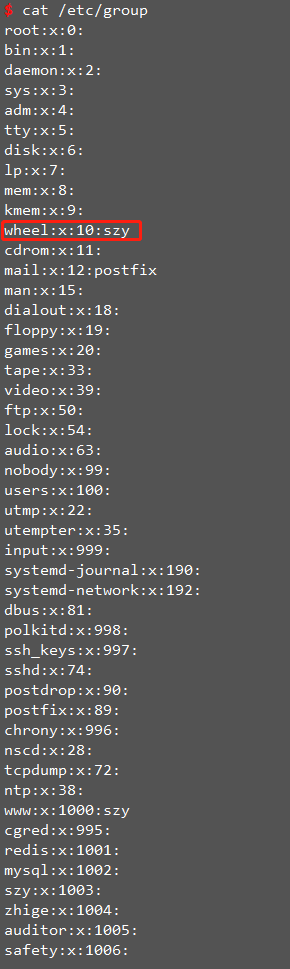 $ cat /etc/group
root:x:0:
bin:x:1:
daemon:x:2:
sys:x:3:
adm:x:4:
tty:x:5:
disk:x:6:
lp:x:7:
mem:x:8:
kmem:x:9:
wheel:x:10:szy
cdrom:x:11:
mail:x:12:postfix
man:x:15:
dialout:x:18:
floppy:x:19:
games:x:20:
tape:x:33:
video:x:39:
ftp:x:50:
lock:x:54:
audio:x:63:
nobody:x:99:
users:x:100:
utmp:x:22:
utempter:x:35:
input:x:999:
systemd-journal:x:190:
systemd-network:x:192:
dbus:x:81:
polkitd:x:998:
ssh_keys:x:997:
sshd:x:74:
postdrop:x:90:
postfix:x:89:
chrony:x:996:
nscd:x:28:
tcpdump:x:72:
ntp:x:38:
www:x:1000:szy
cgred:x:995:
redis:x:1001:
mysql:x:1002:
szy:x:1003:
zhige:x:1004:
auditor:x:1005:
safety:x:1006: